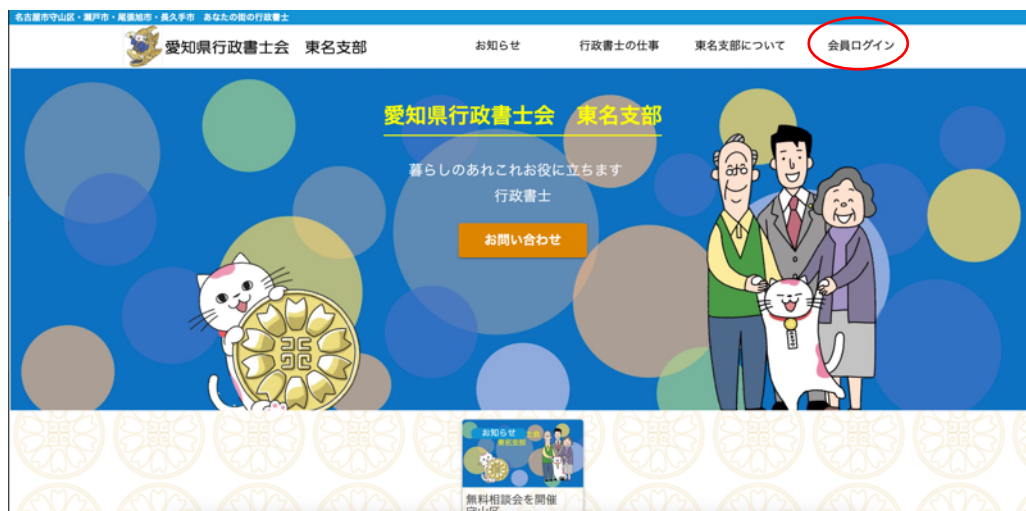 名古屋市守山区・瀬戸市・尾張旭市・長久手市　あなたの街の行政書士
愛知県行政書士会　東名支部
お知らせ
行政書士の仕事
東名支部について
会員ログイン
愛知県行政書士会　東名支部
暮らしのあれこれお役に立ちます
行政書士
お問い合わせ
お知らせ
東名支部
無料相談会を開催
守山区